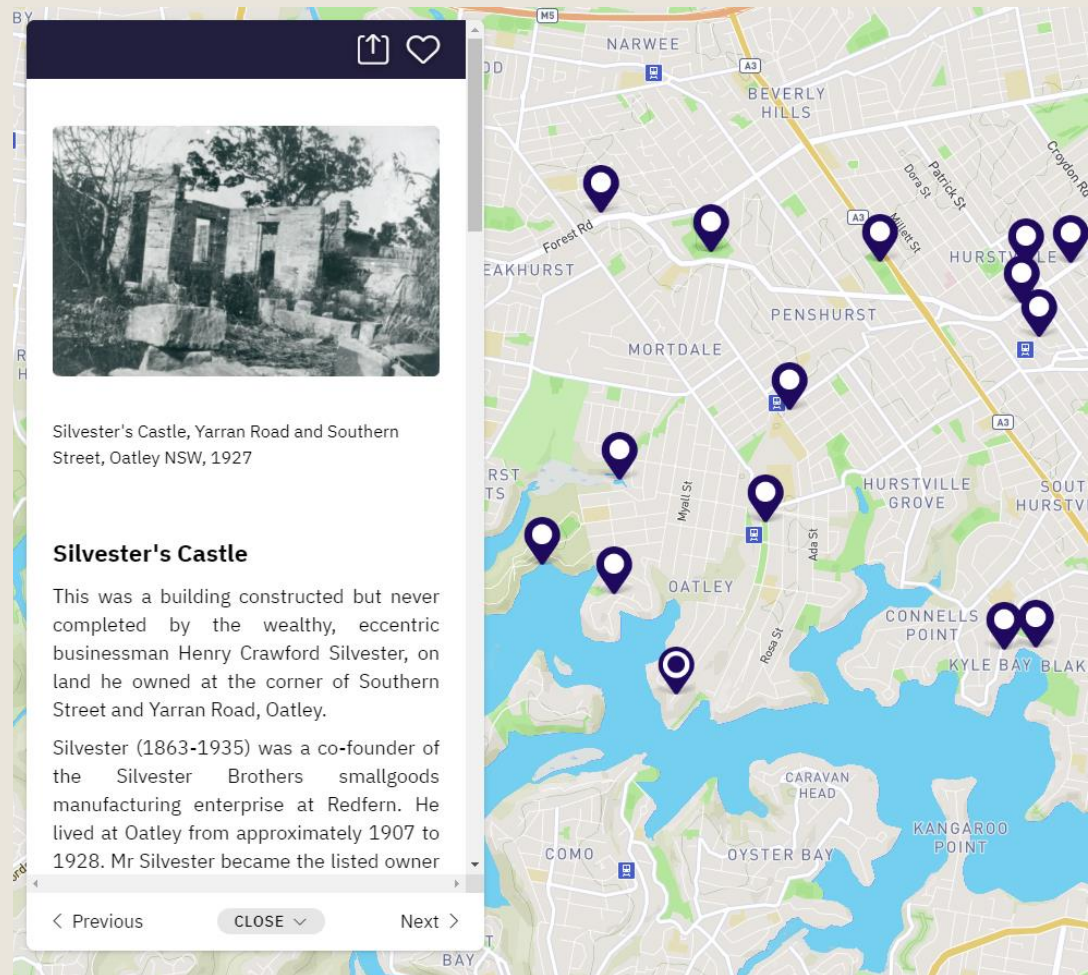 Silvester's Castle, Yarran Road and Southern
Street, Oatley NSW, 1927
Silvester's Castle
This was a building constructed but never
completed by the wealthy, eccentric
businessman Henry Crawford Silvester, on
land he owned at the corner of Southern
Street and Yarran Road, Oatley.
Silvester (1863-1935) was a co-founder of
the Silvester Brothers smallgoods
manufacturing enterprise at Redfern. He
lived at Oatley from approximately 1907 to
1928. Mr Silvester became the listed owner
< Previous
CLOSE
Next >
BY
M5
NARWEE
OD
A3
BEVERLY
HILLS
Croydon Rd
Patrick St
Dora St
A3
Millett St
Forest Rd
HURSTVILLE
EAKHURST
PENSHURST
MORTDALE
R
H
A3
RST
TS
Myall St
HURSTVILLE
GROVE
SOUT
HURSTVI
Ada St
OATLEY
CONNELLS
POINT
Rosa St
KYLE BAY
BLAK
CARAVAN
HEAD
KANGAROO
POINT
COMO
OYSTER BAY
T
BAY